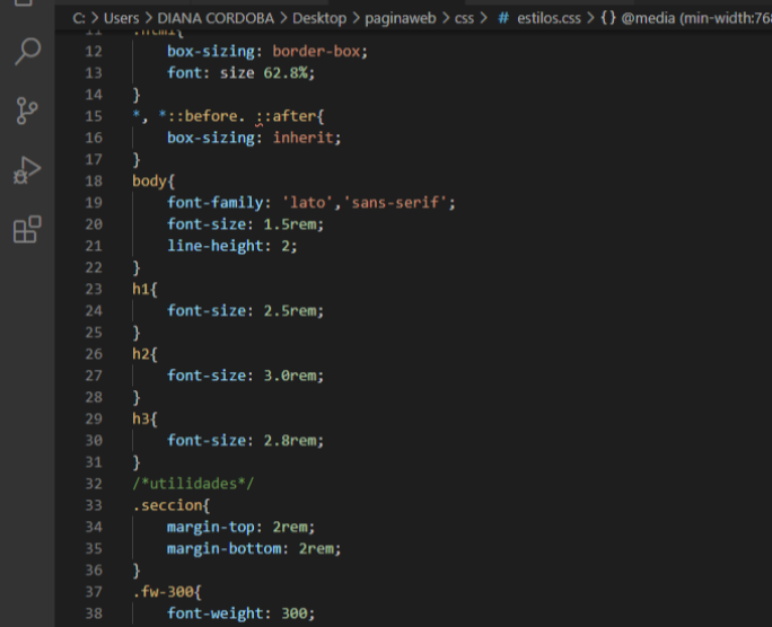 C: > Users > DIANA CORDOBA > Desktop > paginaweb > css > # estilos.css > {} @media (min-width:768
11 .html{
12 box-sizing: border-box;
13 font: size 62.8%;
14 }
15 *, *::before. ::after{
16 box-sizing: inherit;
17 }
18 body{
19 font-family: 'lato','sans-serif';
20 font-size: 1.5rem;
21 line-height: 2;
22 }
23 h1{
24 font-size: 2.5rem;
25 }
26 h2{
27 font-size: 3.0rem;
28 }
29 h3{
30 font-size: 2.8rem;
31 }
32 /*utilidades*/
33 .seccion{
34 margin-top: 2rem;
35 margin-bottom: 2rem;
36 }
37 .fw-300{
38 font-weight: 300;